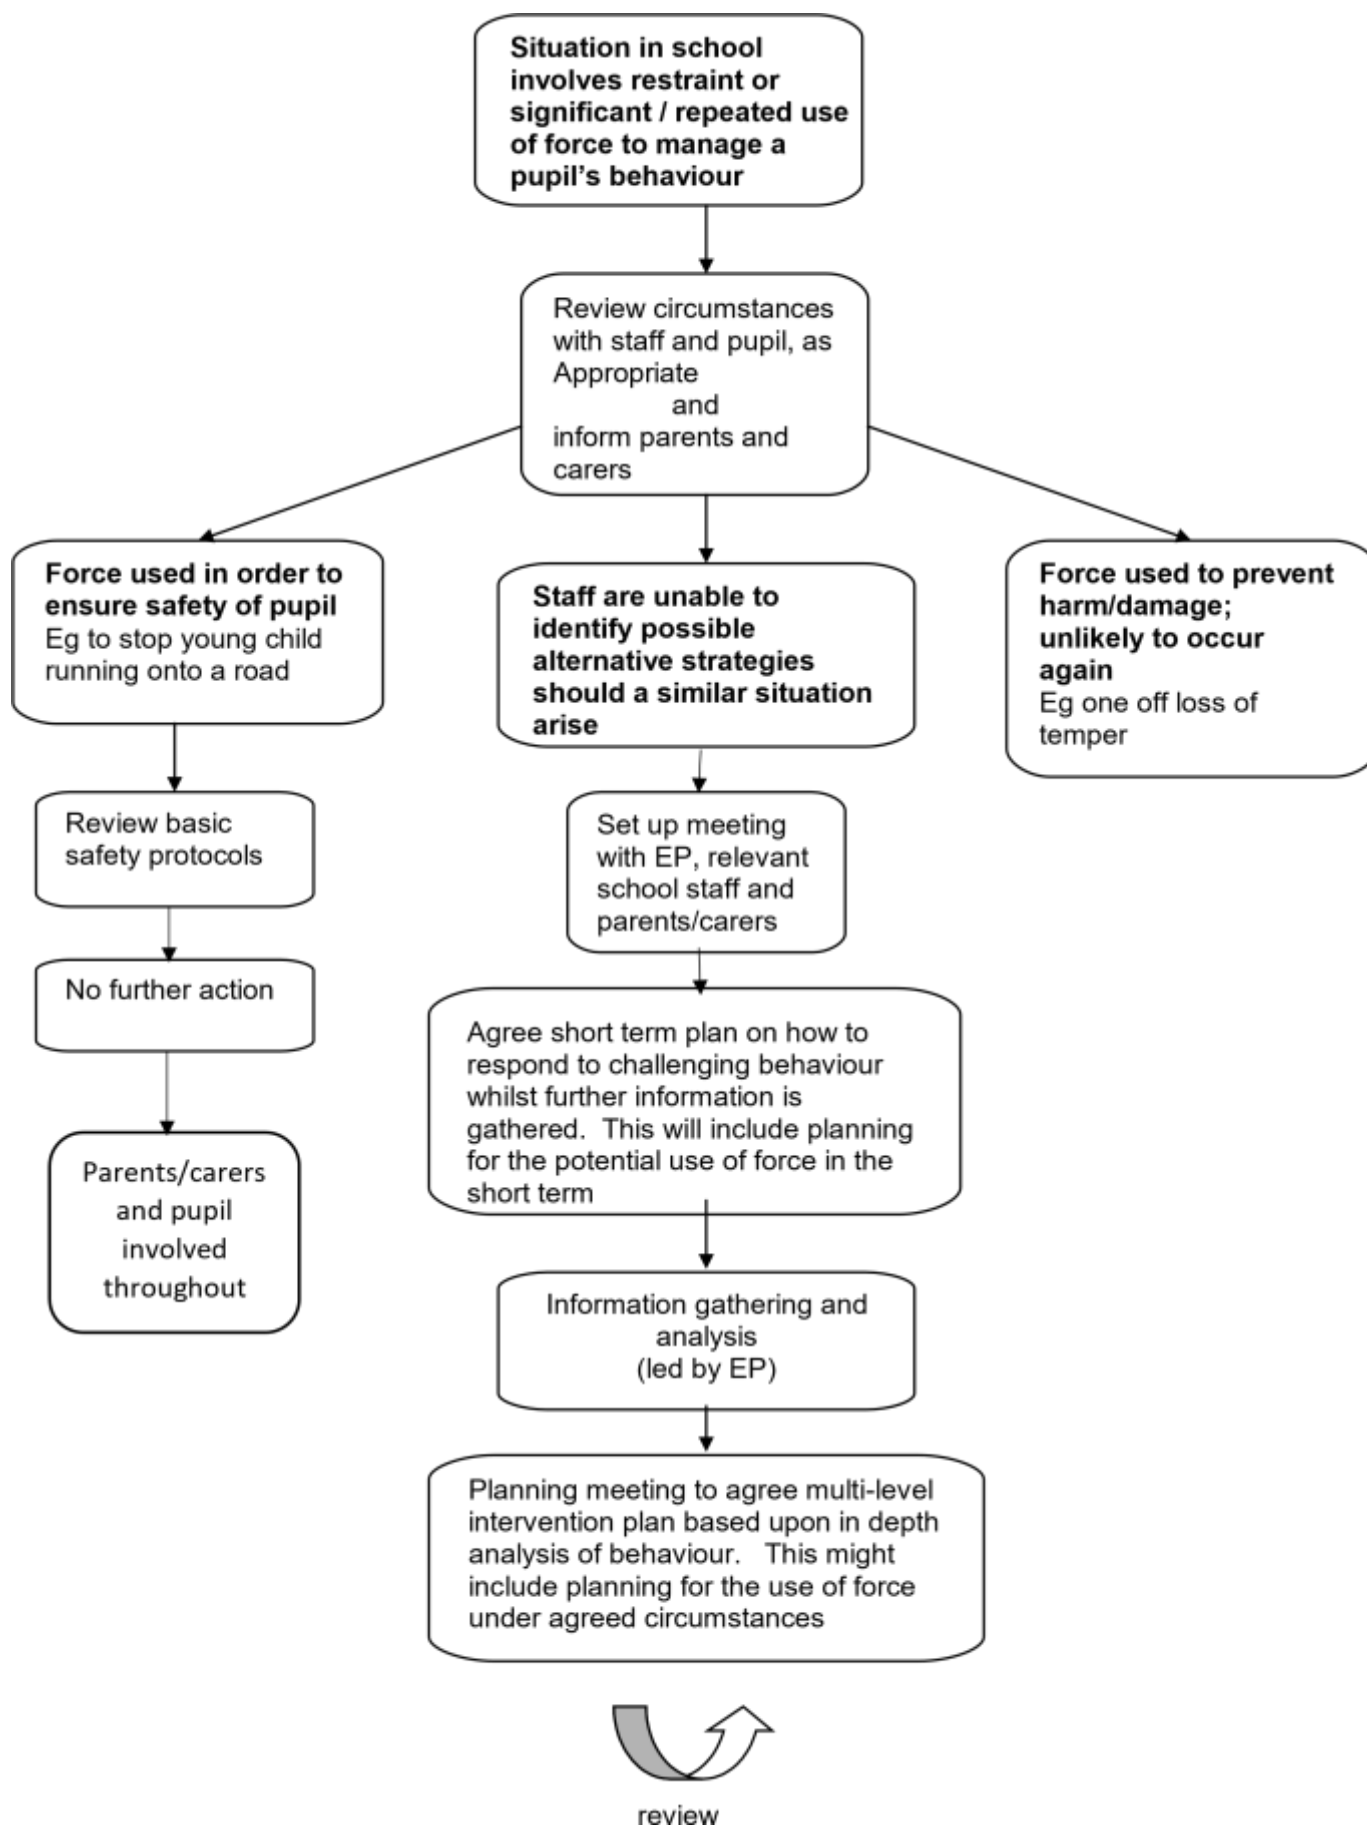 Situation in school
involves restraint or
significant / repeated use
of force to manage a
pupil's behaviour
Review circumstances
with staff and pupil, as
Appropriate
and
inform parents and
carers
Force used in order to
ensure safety of pupil
Eg to stop young child
running onto a road
Staff are unable to
identify possible
alternative strategies
should a similar situation
arise
Force used to prevent
harm/damage;
unlikely to occur
again
Eg one off loss of
temper
Review basic
safety protocols
Set up meeting
with EP, relevant
school staff and
parents/carers
No further action
Agree short term plan on how to
respond to challenging behaviour
whilst further information is
gathered.  This will include planning
for the potential use of force in the
short term
Parents/carers
and pupil
involved
throughout
Information gathering and
analysis
(led by EP)
Planning meeting to agree multi-level
intervention plan based upon in depth
analysis of behaviour.   This might
include planning for the use of force
under agreed circumstances
review